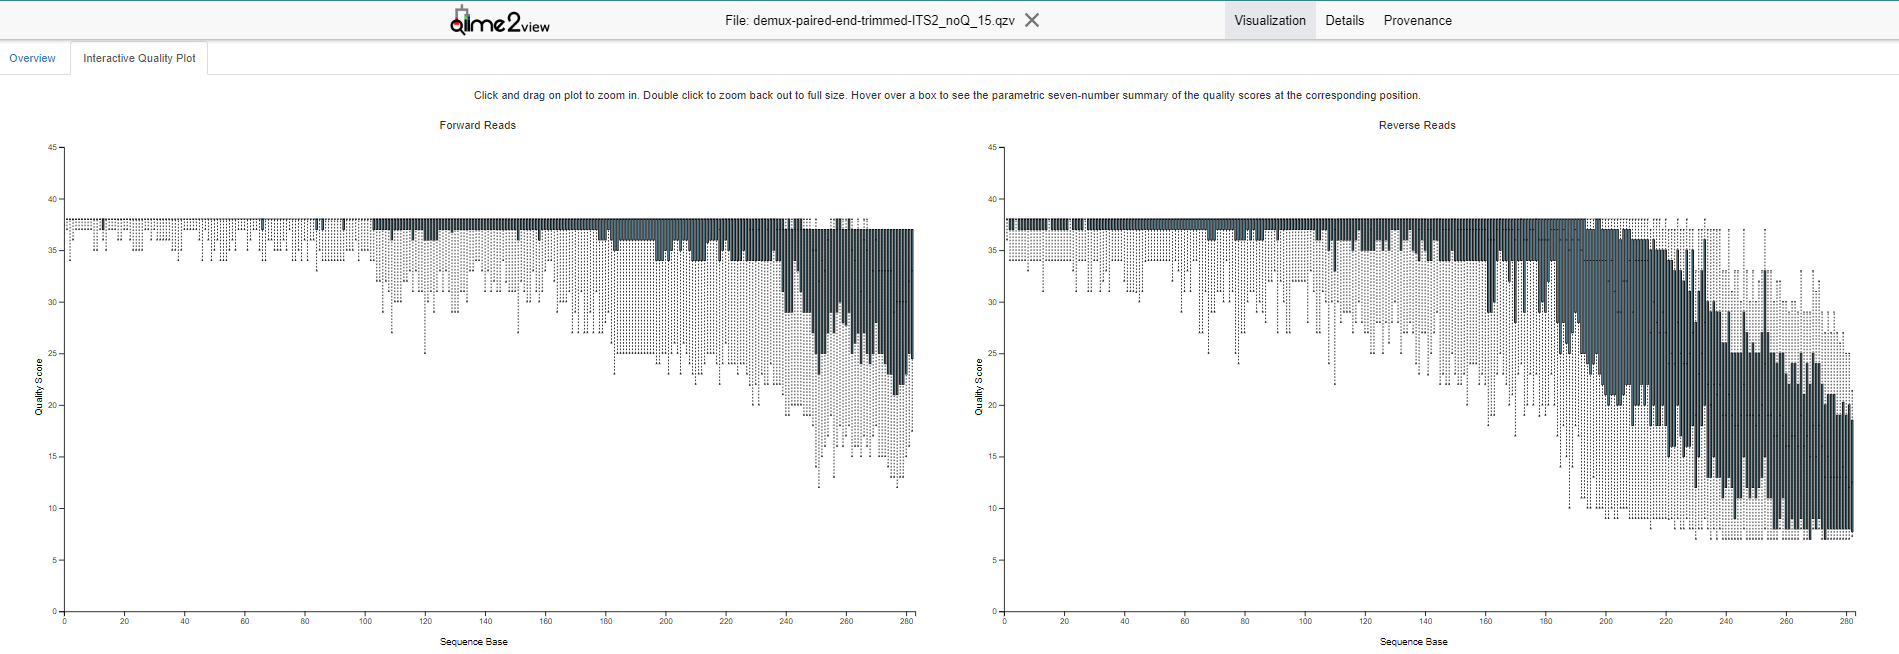 qiime2view
File: demux-paired-end-trimmed-ITS2_noQ_15.qzv
Visualization Details Provenance
Overview Interactive Quality Plot
Click and drag on plot to zoom in. Double click to zoom back out to full size. Hover over a box to see the parametric seven-number summary of the quality scores at the corresponding position.
Forward Reads
45
40
35
30
25
20
15
10
5
0
Quality Score
0 20 40 60 80 100 120 140 160 180 200 220 240 260 280
Sequence Base
Reverse Reads
45
40
35
30
25
20
15
10
5
0
Quality Score
0 20 40 60 80 100 120 140 160 180 200 220 240 260 280
Sequence Base